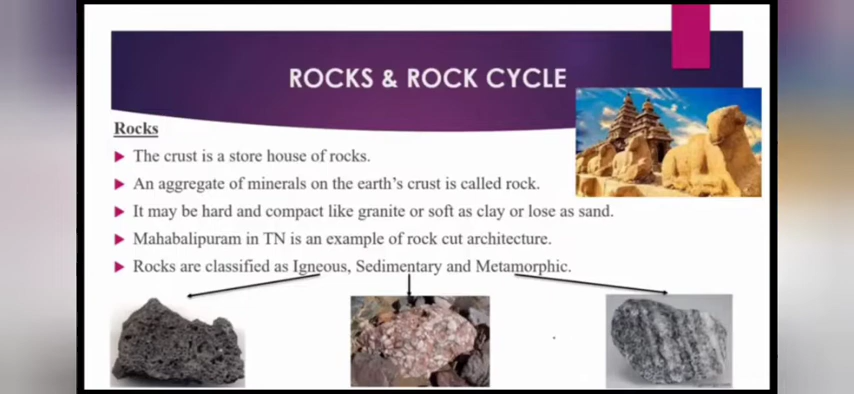 ROCKS & ROCK CYCLE
Rocks
The crust is a store house of rocks.
An aggregate of minerals on the earth's crust is called rock.
It may be hard and compact like granite or soft as clay or lose as sand.
Mahabalipuram in TN is an example of rock cut architecture.
Rocks are classified as Igneous, Sedimentary and Metamorphic.